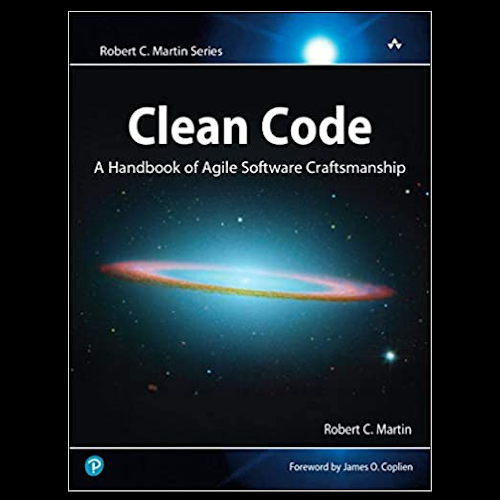 Robert C. Martin Series
Clean Code
A Handbook of Agile Software Craftsmanship
Robert C. Martin
Foreword by James O. Coplien